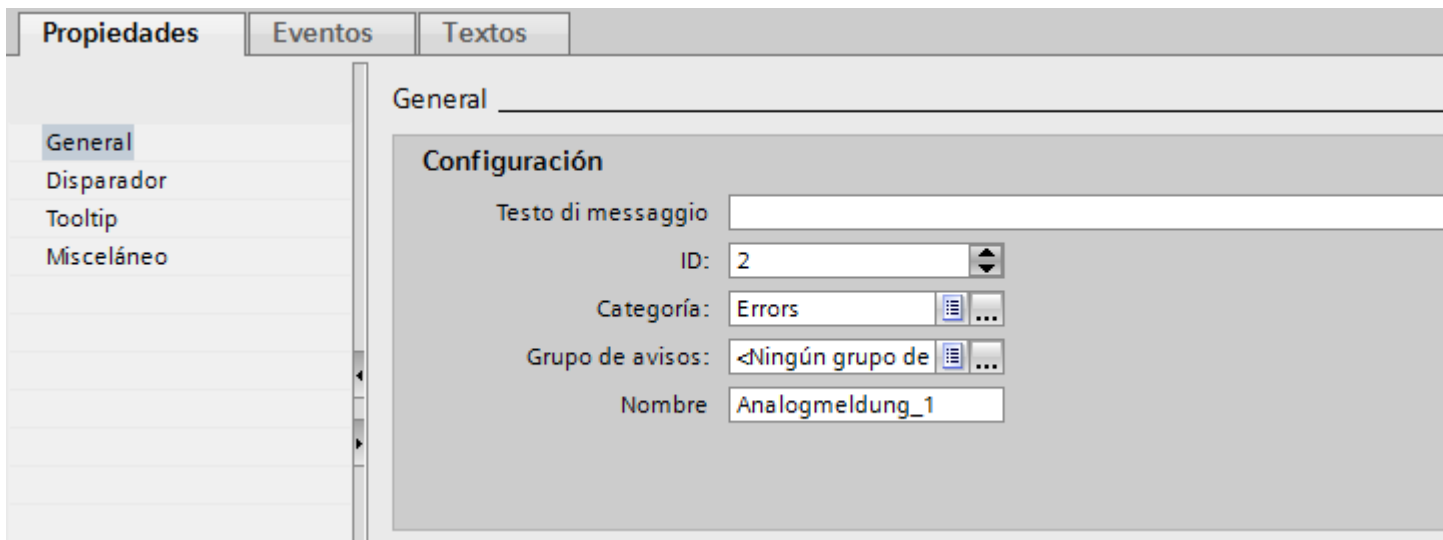 Propiedades Eventos Textos
General
General
Disparador
Tooltip
Misceláneo
Configuración
Testo di messaggio
ID: 2
Categoría: Errors ...
Grupo de avisos: <Ningún grupo de ...
Nombre Analogmeldung_1